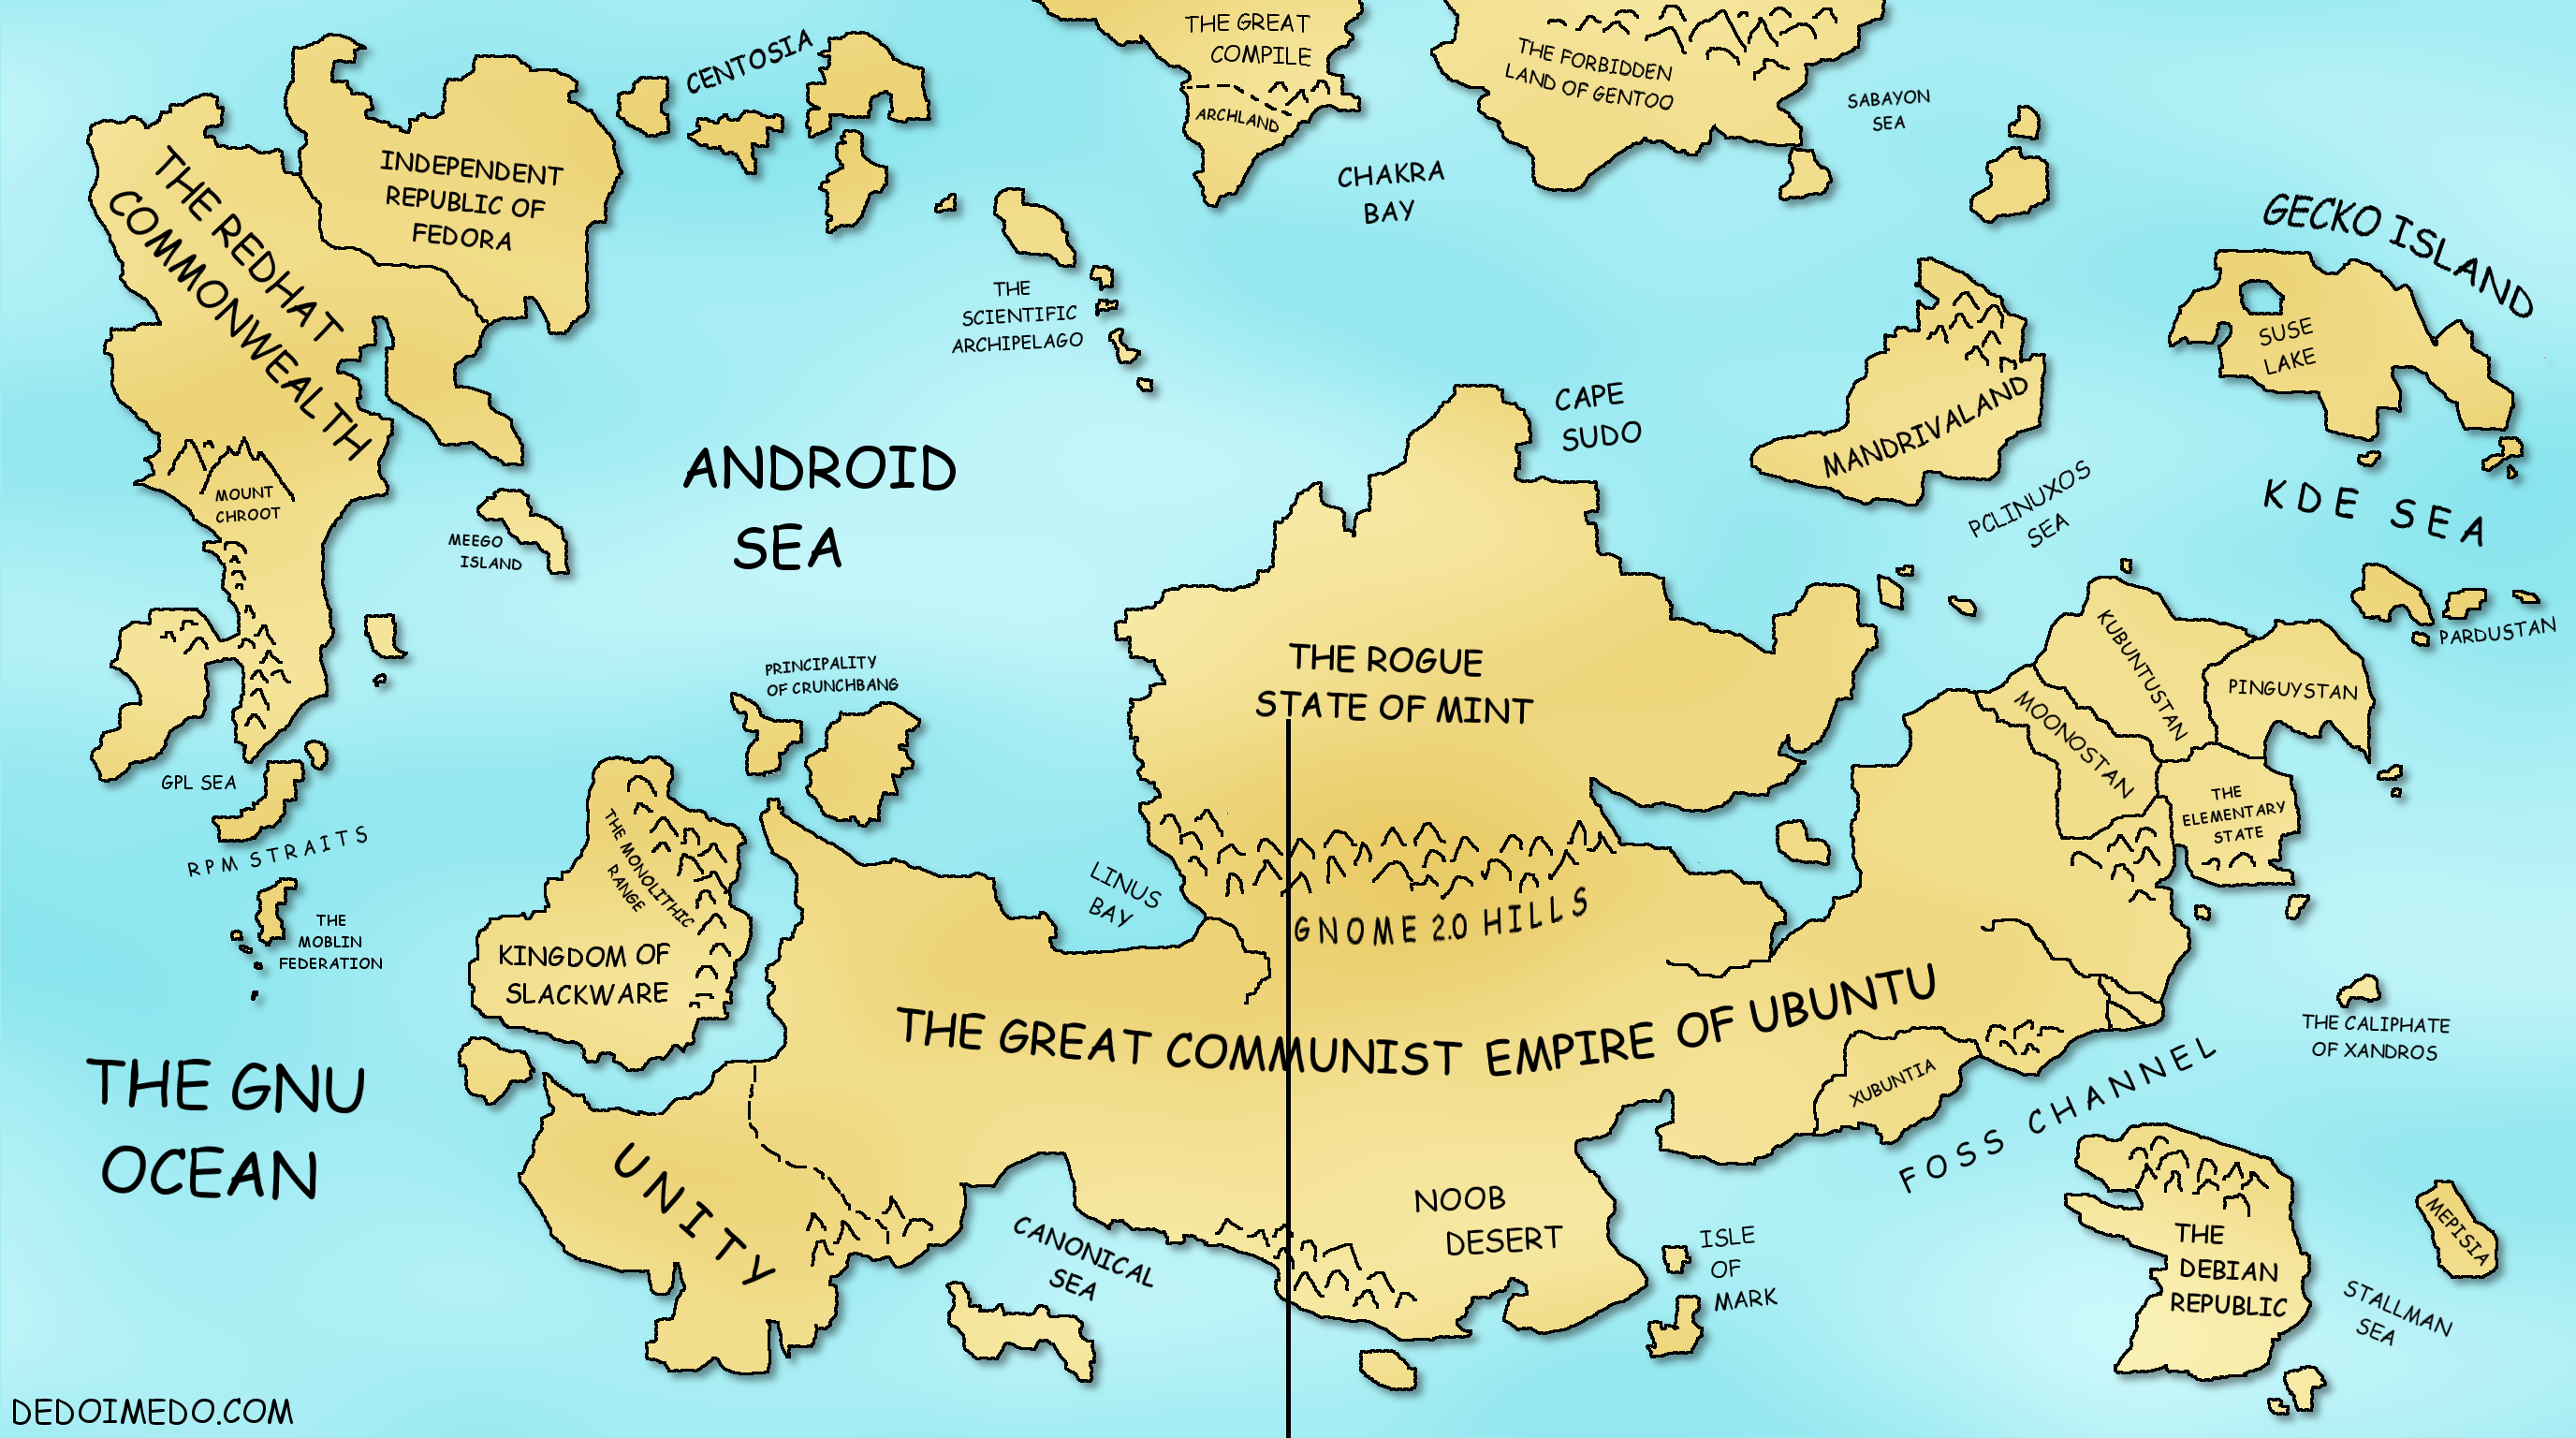 THE GREAT
COMPILE
ARCHLAND
THE FORBIDDEN
LAND OF GENTOO
SABAYON
SEA
CENTOSIA
THE REDHAT
COMMONWEALTH
INDEPENDENT
REPUBLIC OF
FEDORA
CHAKRA
BAY
GECKO ISLAND
SUSE
LAKE
THE
SCIENTIFIC
ARCHIPELAGO
CAPE
SUDO
MANDRIVALAND
ANDROID
SEA
MOUNT
CHROOT
MEEGO
ISLAND
PCLINUXOS
SEA
KDE SEA
PARDUSTAN
KUBUNTUSTAN
PINGUYSTAN
MOONOSTAN
THE
ELEMENTARY
STATE
THE ROGUE
STATE OF MINT
PRINCIPALITY
OF CRUNCHBANG
GPL SEA
RPM STRAITS
THE
MOBLIN
FEDERATION
THE MONOLITHIC
RANGE
KINGDOM OF
SLACKWARE
LINUS
BAY
GNOME 2.0 HILLS
THE GREAT COMMUNIST EMPIRE OF UBUNTU
XUBUNTIA
THE CALIPHATE
OF XANDROS
FOSS CHANNEL
THE GNU
OCEAN
UNITY
CANONICAL
SEA
NOOB
DESERT
ISLE
OF
MARK
THE
DEBIAN
REPUBLIC
MEPISIA
STALLMAN
SEA
DEDOIMEDO.COM